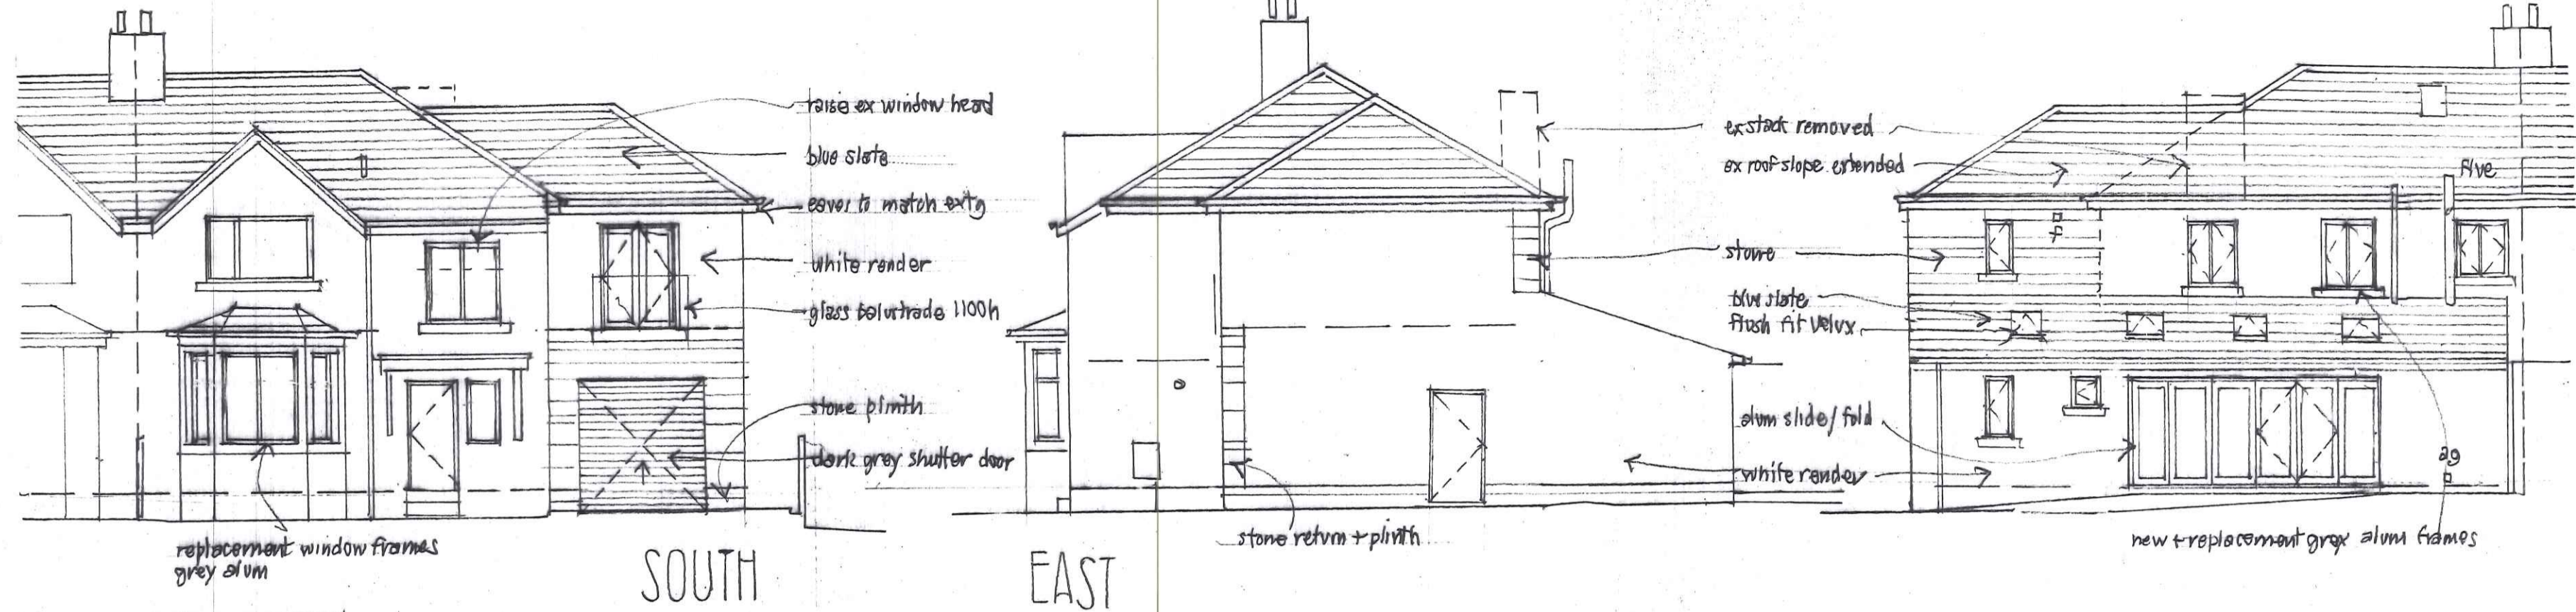 raise ex window head
blue slate
eaves to match extg
white render
glass balustrade 1100h
stone plinth
dark grey shutter door
replacement window frames
grey alum
SOUTH
EAST
stone return + plinth
ex stack removed
ex roof slope extended
stone
blue slate
flush fit velux
alum slide/fold
white render
flue
ag
new + replacement grey alum frames